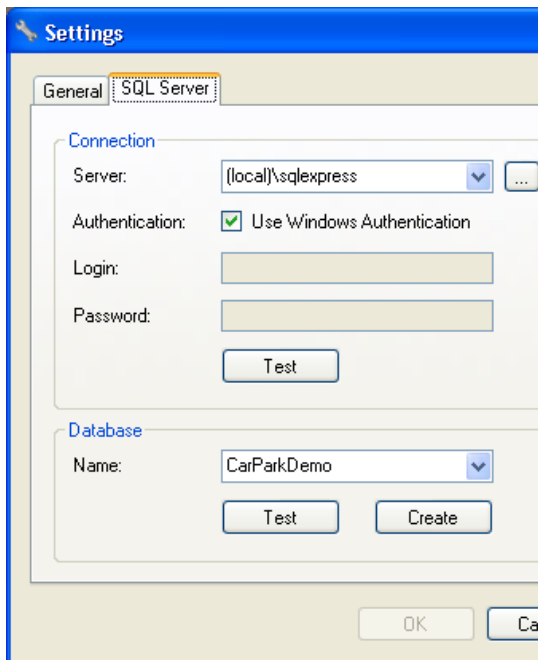 Settings
General SQL Server
Connection
Server: (local)\sqlexpress ...
Authentication: Use Windows Authentication
Login:
Password:
Test
Database
Name: CarParkDemo
Test Create
OK Ca